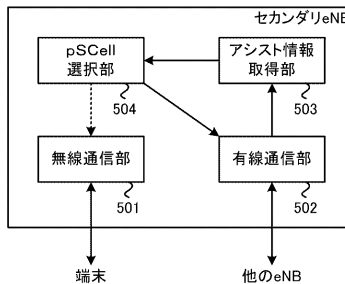 セカンダリeNB
pSCell
選択部
504
アシスト情報
取得部
503
無線通信部
501
有線通信部
502
端末
他のeNB